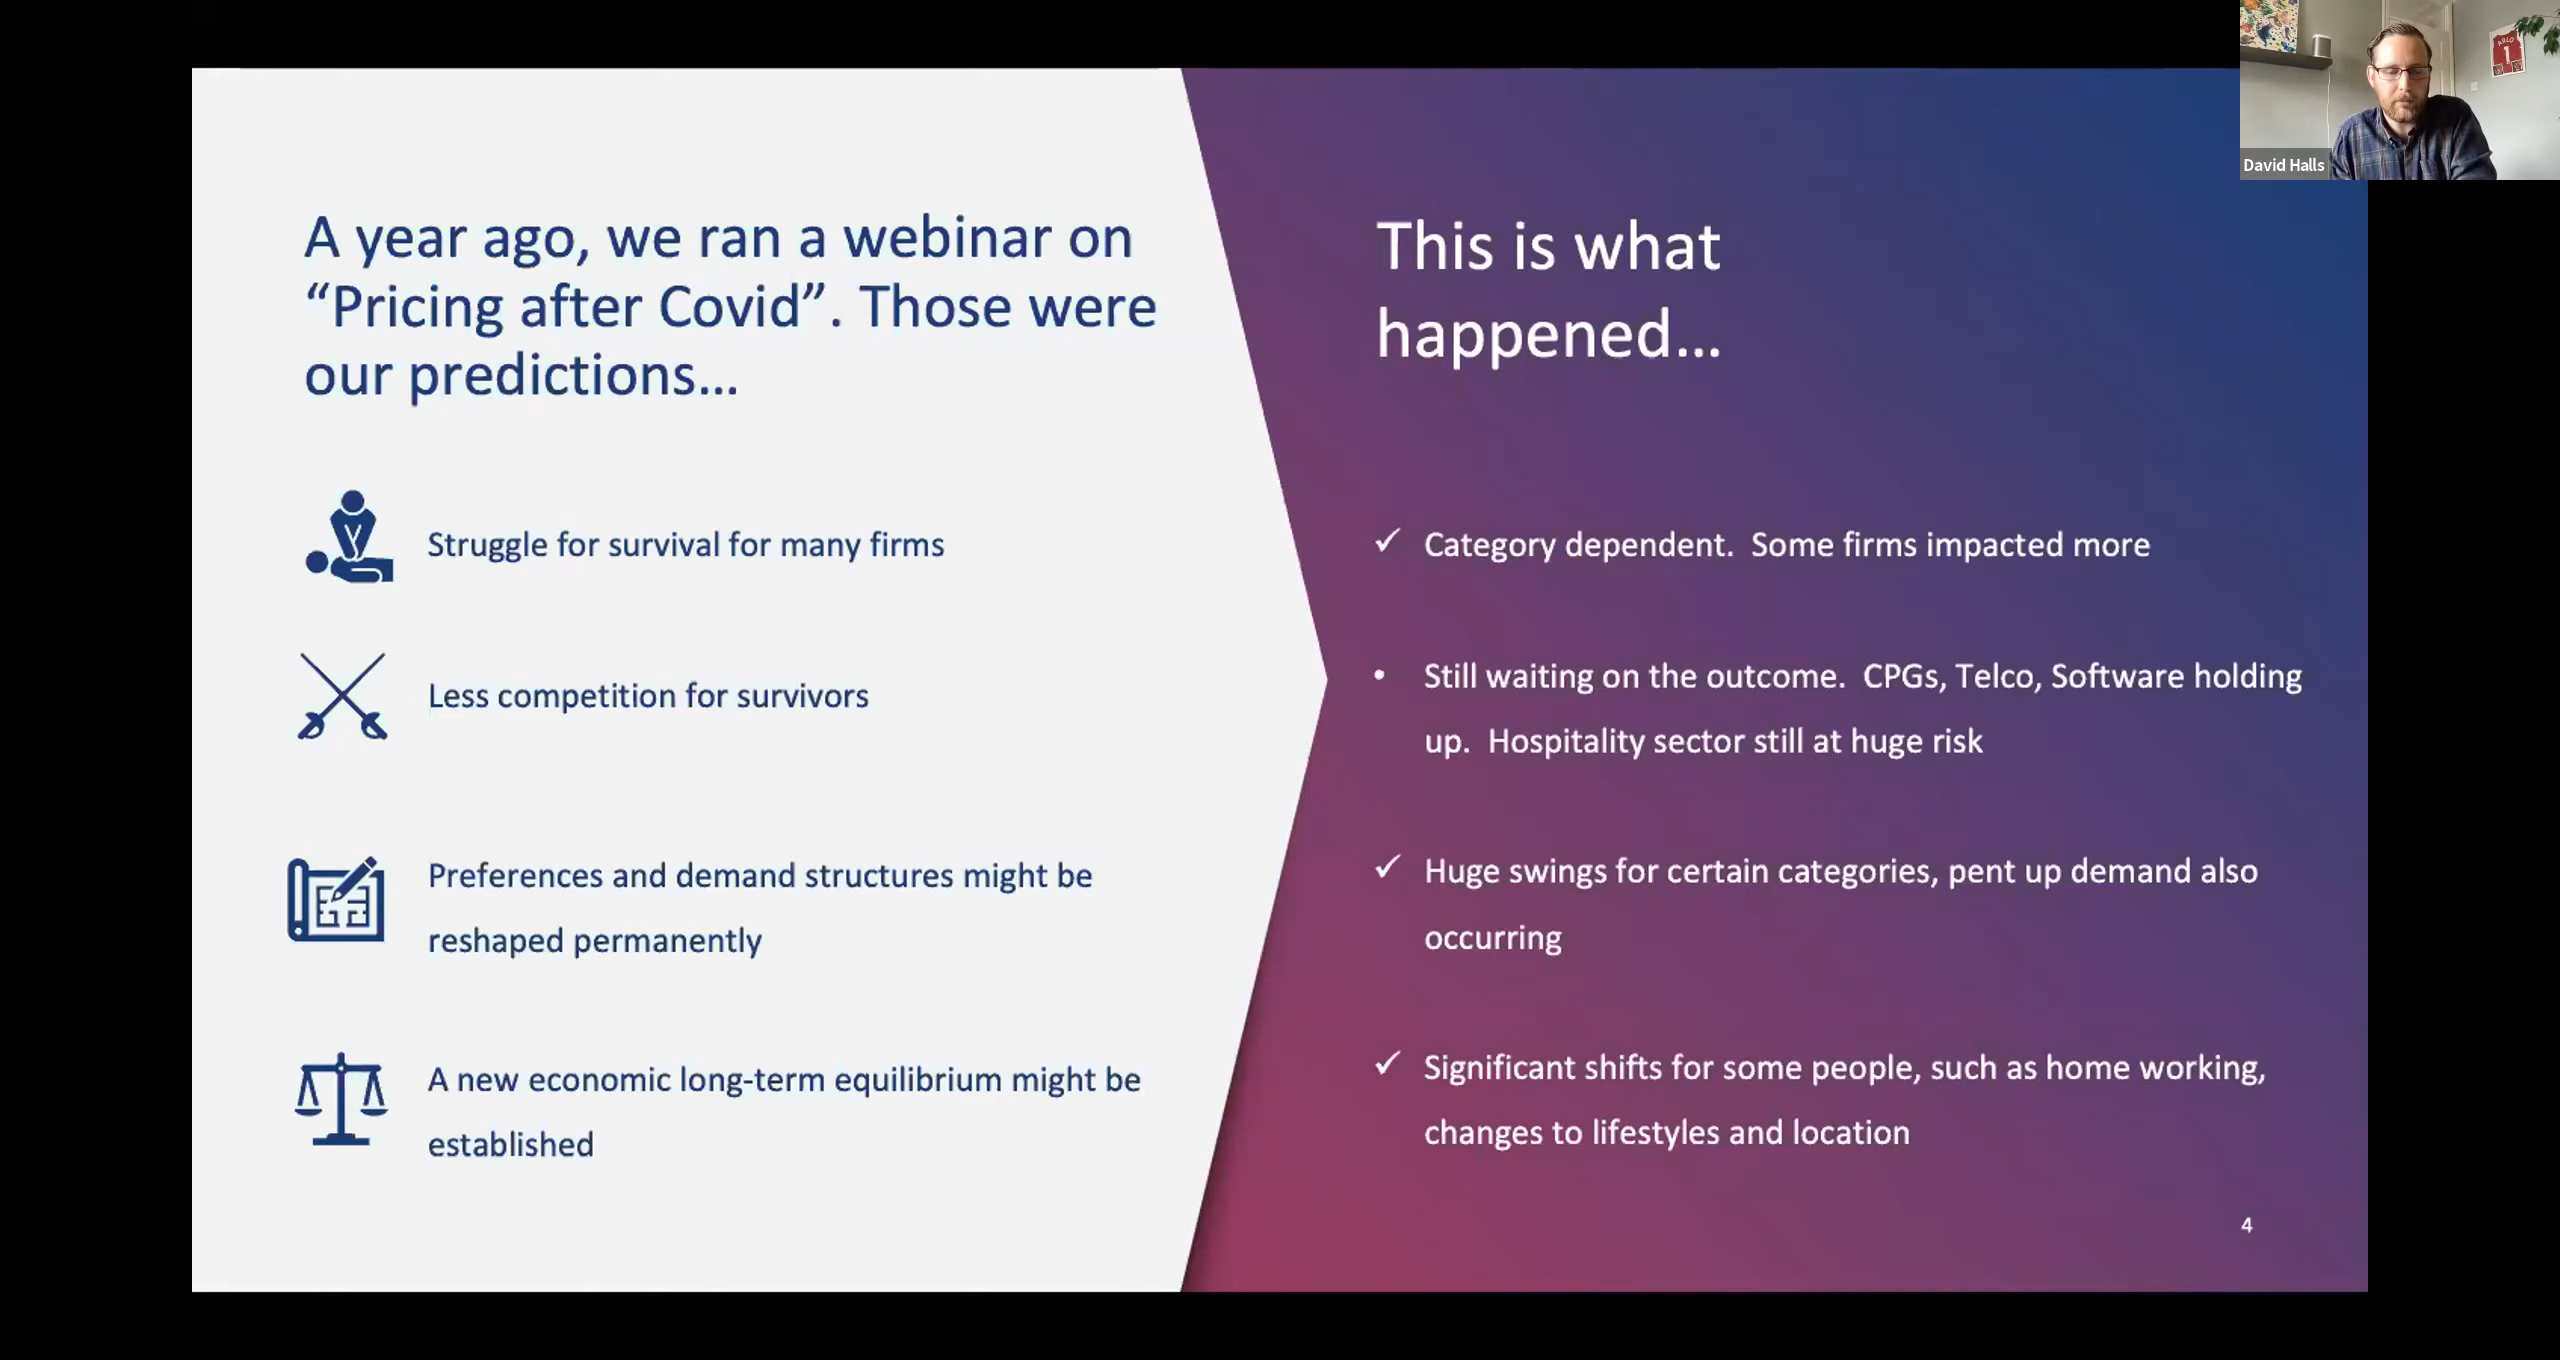 A year ago, we ran a webinar on
“Pricing after Covid”. Those were
our predictions...
Struggle for survival for many firms
Less competition for survivors
Preferences and demand structures might be
reshaped permanently
A new economic long-term equilibrium might be
established
This is what
happened...
✓ Category dependent.  Some firms impacted more
• Still waiting on the outcome.  CPGs, Telco, Software holding
up.  Hospitality sector still at huge risk
✓ Huge swings for certain categories, pent up demand also
occurring
✓ Significant shifts for some people, such as home working,
changes to lifestyles and location
4
David Halls
ARLO
1